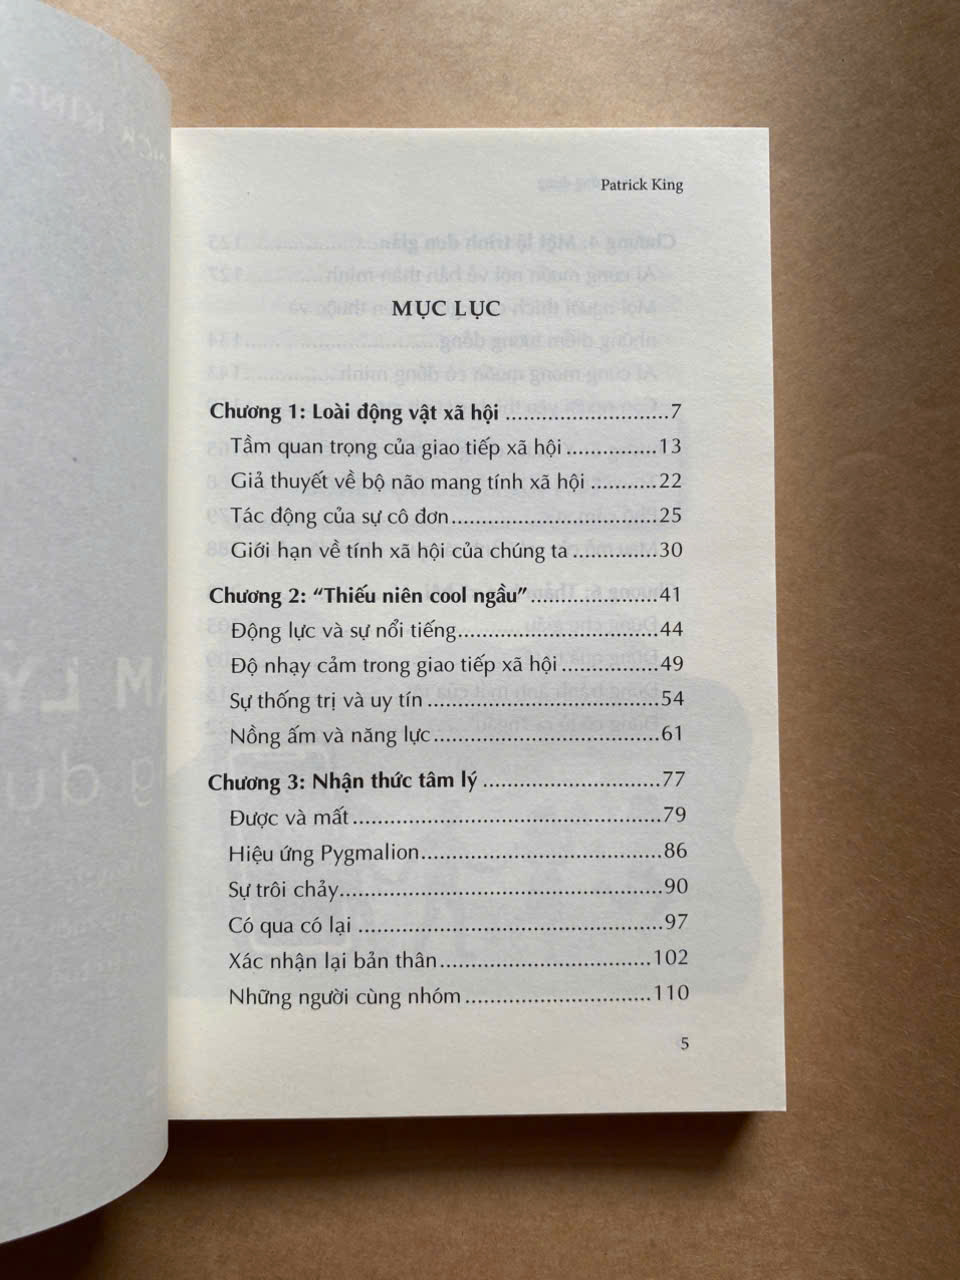 Patrick King
MỤC LỤC
Chương 1: Loài động vật xã hội ........................7
Tầm quan trọng của giao tiếp xã hội...............13
Giả thuyết về bộ não mang tính xã hội ...........22
Tác động của sự cô đơn..................................25
Giới hạn về tính xã hội của chúng ta ..............30
Chương 2: “Thiếu niên cool ngầu”.....................41
Động lực và sự nổi tiếng.................................44
Độ nhạy cảm trong giao tiếp xã hội ................49
Sự thống trị và uy tín......................................54
Nồng ấm và năng lực.....................................61
Chương 3: Nhận thức tâm lý .............................77
Được và mất...................................................79
Hiệu ứng Pygmalion.......................................86
Sự trôi chảy....................................................90
Có qua có lại ..................................................97
Xác nhận lại bản thân...................................102
Những người cùng nhóm..............................110
5